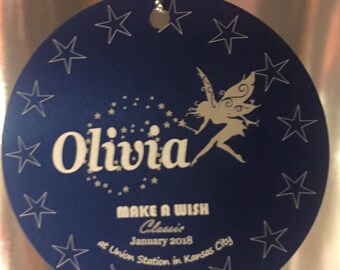 Olivia
MAKE A WISH
Classic
January 2018
at Union Station in Kansas City